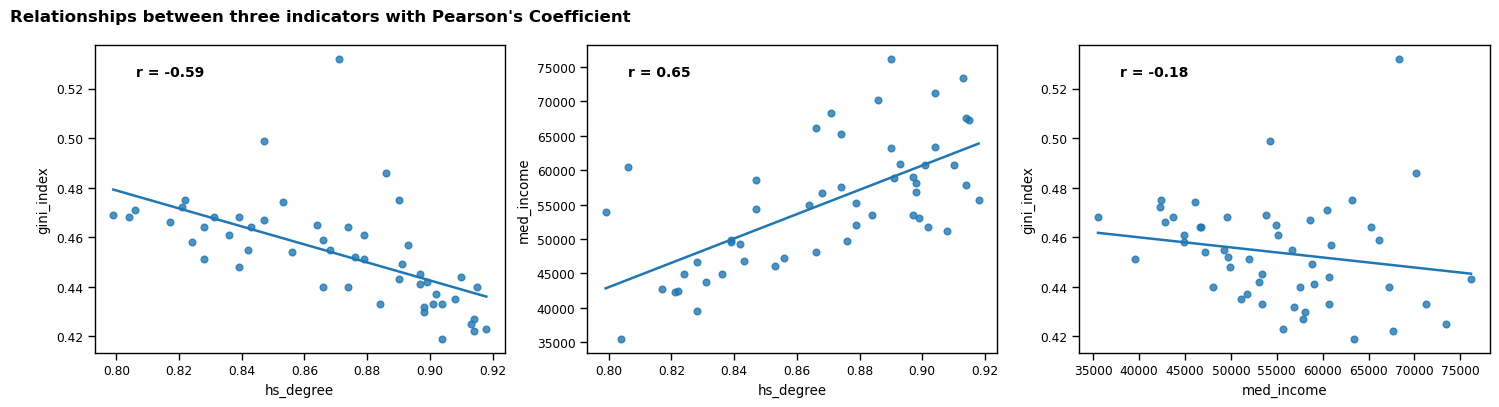 Relationships between three indicators with Pearson's Coefficient
r = -0.59
0.52
0.50
0.48
0.46
0.44
0.42
gini_index
0.80 0.82 0.84 0.86 0.88 0.90 0.92
hs_degree
r = 0.65
75000
70000
65000
60000
55000
50000
45000
40000
35000
med_income
0.80 0.82 0.84 0.86 0.88 0.90 0.92
hs_degree
r = -0.18
0.52
0.50
0.48
0.46
0.44
0.42
gini_index
35000 40000 45000 50000 55000 60000 65000 70000 75000
med_income